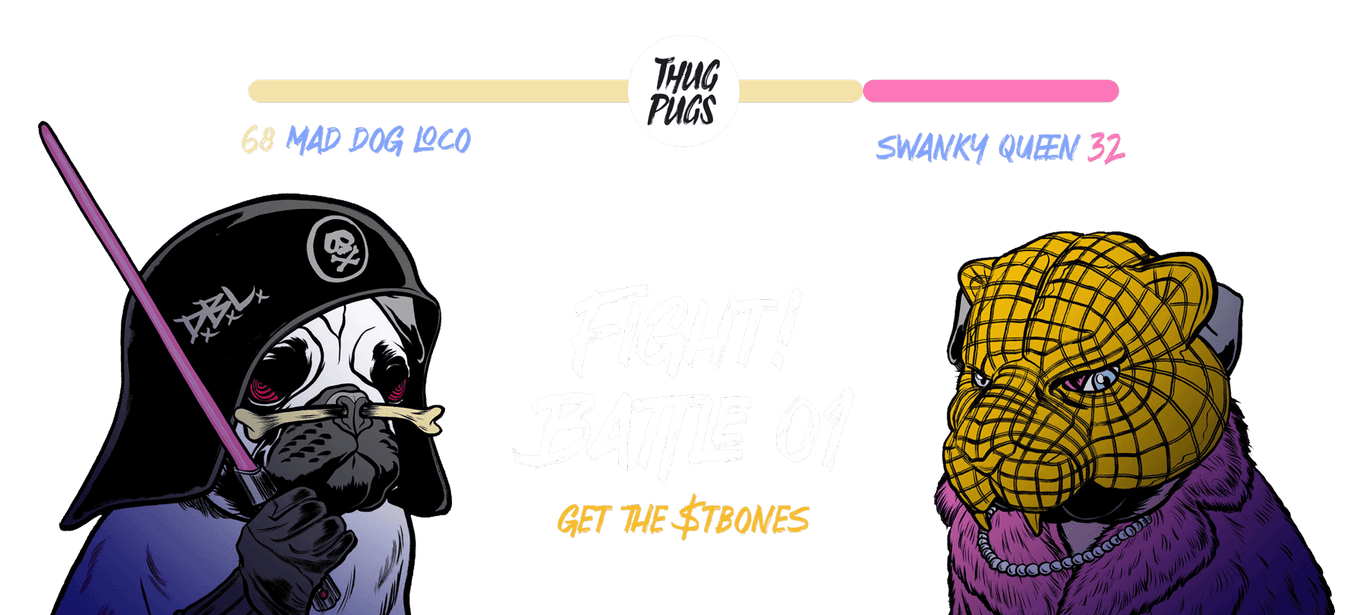 THUG
PUGS
68 MAD DOG LOCO
SWANKY QUEEN 32
DBL
FIGHT!
BATTLE 01
GET THE $TBONES